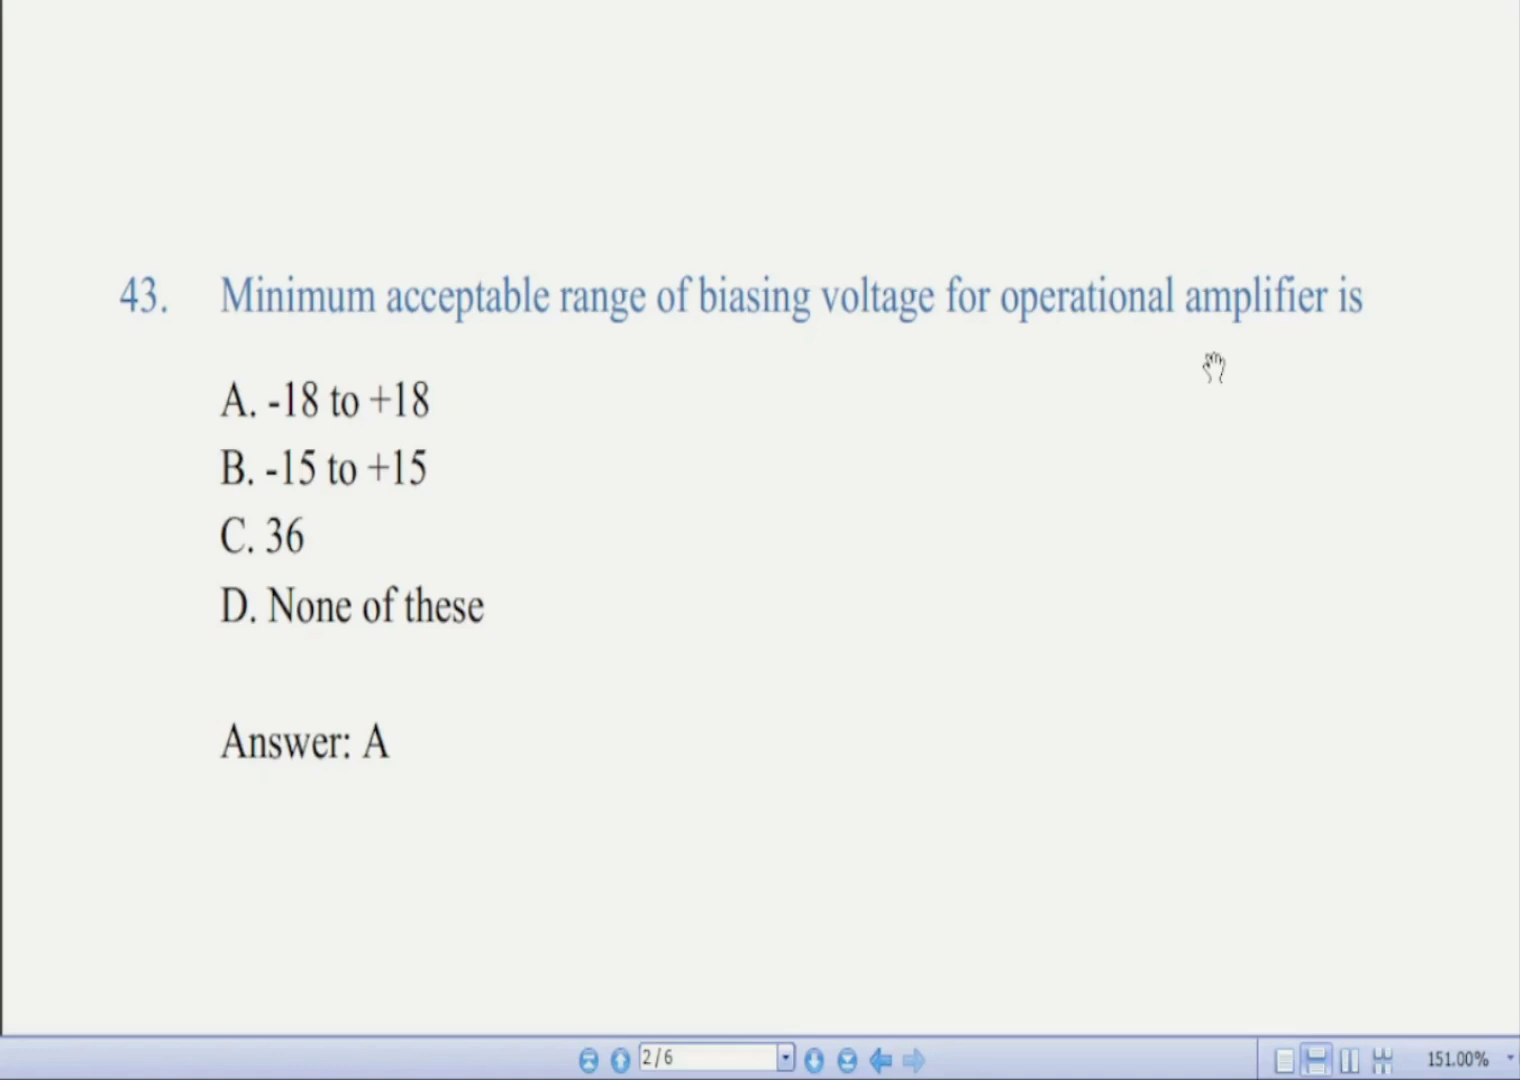 43. Minimum acceptable range of biasing voltage for operational amplifier is
A. -18 to +18
B. -15 to +15
C. 36
D. None of these
Answer: A
2/6
151.00%